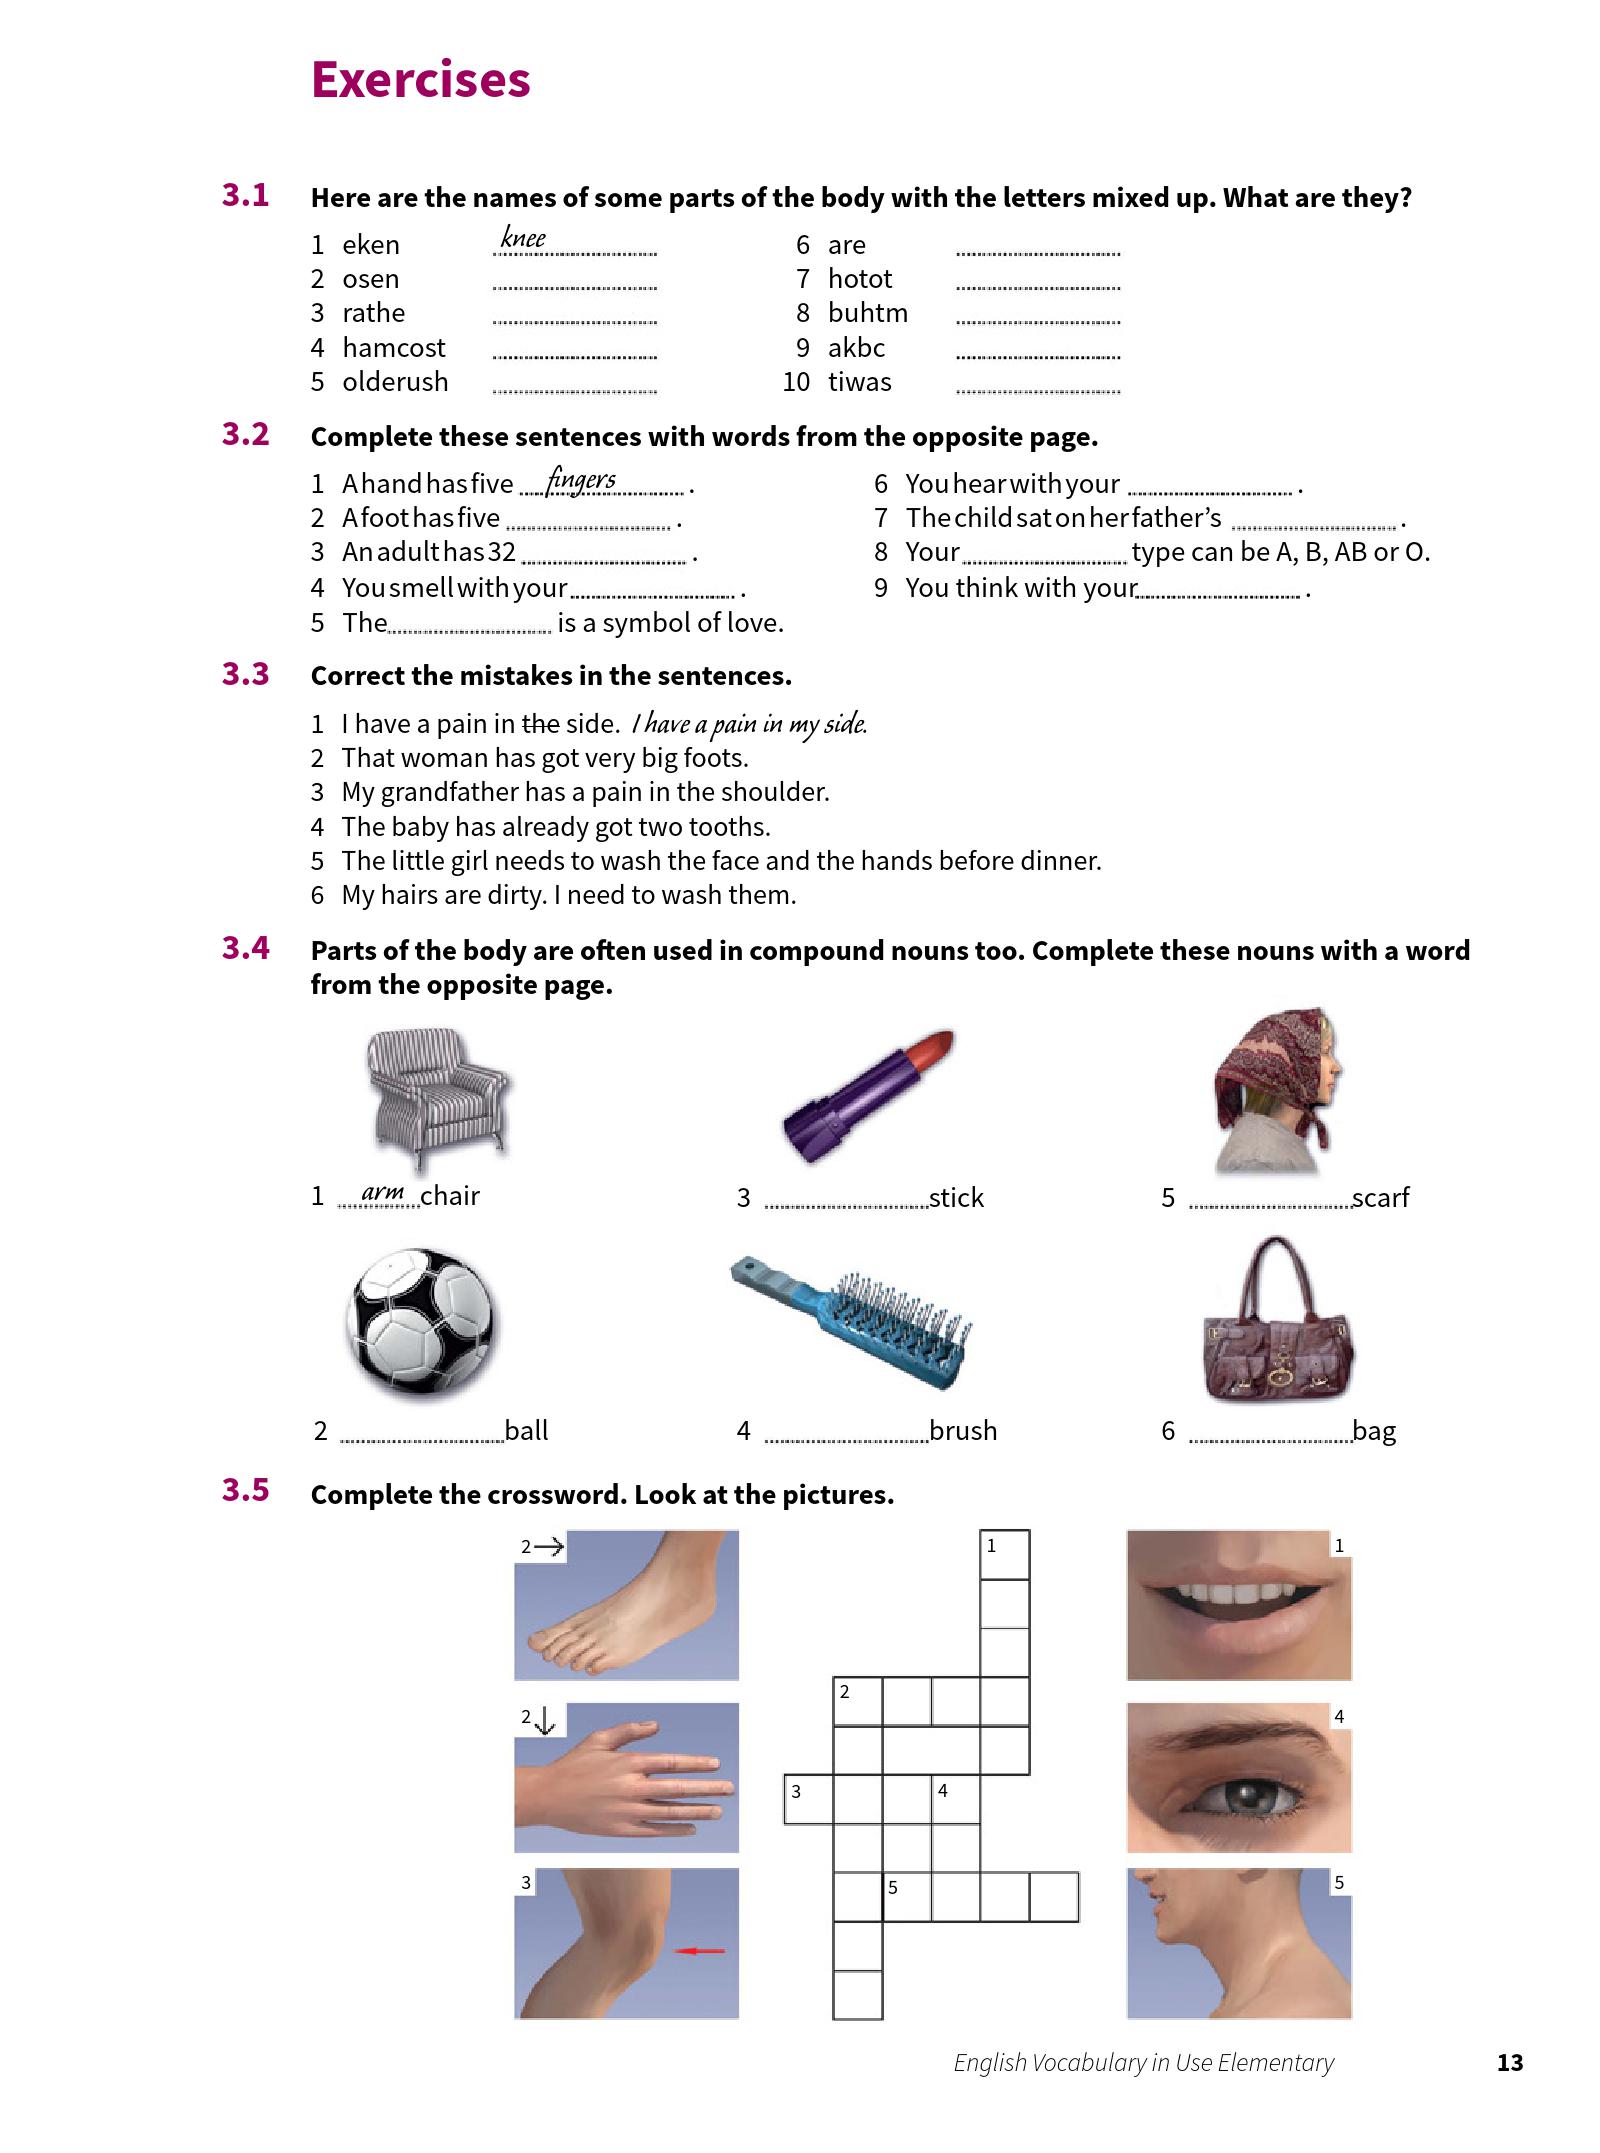 Exercises
3.1 Here are the names of some parts of the body with the letters mixed up. What are they?
1 eken knee
2 osen
3 rathe
4 hamcost
5 olderush
6 are
7 hotot
8 buhtm
9 akbc
10 tiwas
3.2 Complete these sentences with words from the opposite page.
1 A hand has five fingers.
2 A foot has five .
3 An adult has 32 .
4 You smell with your .
5 The is a symbol of love.
6 You hear with your .
7 The child sat on her father’s .
8 Your type can be A, B, AB or O.
9 You think with your .
3.3 Correct the mistakes in the sentences.
1 I have a pain in the side. I have a pain in my side.
2 That woman has got very big foots.
3 My grandfather has a pain in the shoulder.
4 The baby has already got two tooths.
5 The little girl needs to wash the face and the hands before dinner.
6 My hairs are dirty. I need to wash them.
3.4 Parts of the body are often used in compound nouns too. Complete these nouns with a word
from the opposite page.
1 arm chair
3 stick
5 scarf
2 ball
4 brush
6 bag
3.5 Complete the crossword. Look at the pictures.
2→
2↓
3
1
2
3 4
5
1
4
5
English Vocabulary in Use Elementary 13